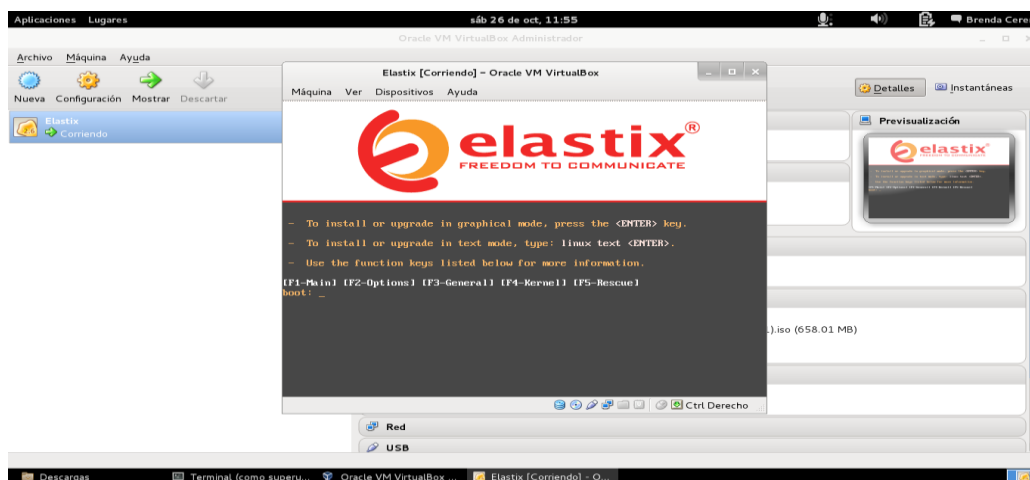 Aplicaciones Lugares sáb 26 de oct, 11:55 Brenda Cere
Oracle VM VirtualBox Administrador
Archivo Máquina Ayuda
Nueva Configuración Mostrar Descartar
Detalles Instantáneas
Elastix
Corriendo
Elastix [Corriendo] - Oracle VM VirtualBox
Máquina Ver Dispositivos Ayuda
elastix®
FREEDOM TO COMMUNICATE
- To install or upgrade in graphical mode, press the <ENTER> key.
- To install or upgrade in text mode, type: linux text <ENTER>.
- Use the function keys listed below for more information.
[F1-Main] [F2-Options] [F3-General] [F4-Kernel] [F5-Rescue]
boot: _
Ctrl Derecho
Previsualización
elastix
FREEDOM TO COMMUNICATE
).iso (658.01 MB)
Red
USB
Descargas Terminal (como superu... Oracle VM VirtualBox ... Elastix [Corriendo] - O...